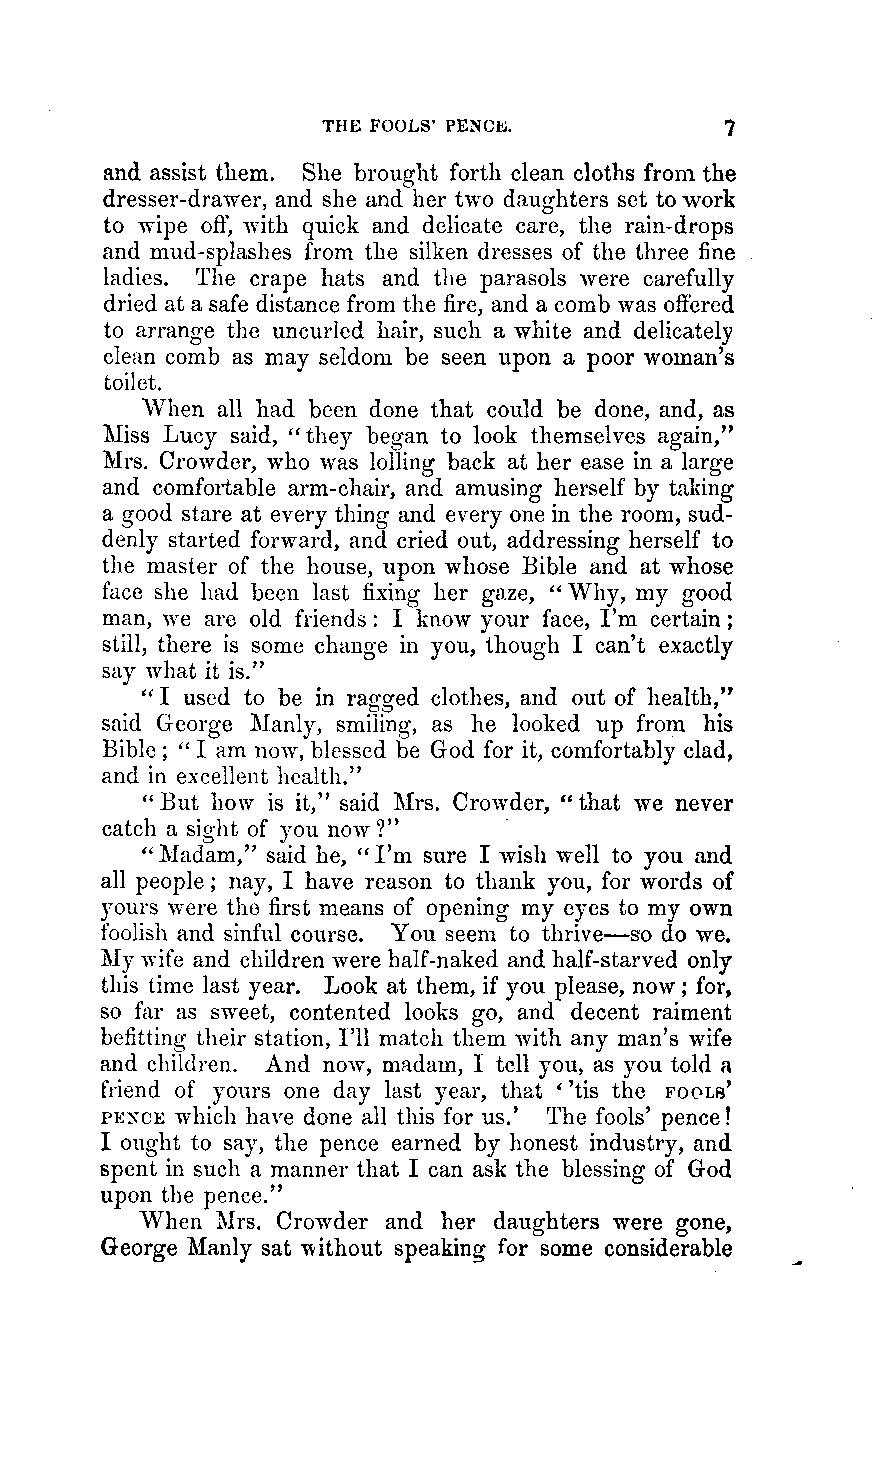 THE FOOLS' PENCE. 7
and assist them. She brought forth clean cloths from the
dresser-drawer, and she and her two daughters set to work
to wipe off, with quick and delicate care, the rain-drops
and mud-splashes from the silken dresses of the three fine
ladies. The crape hats and the parasols were carefully
dried at a safe distance from the fire, and a comb was offered
to arrange the uncurled hair, such a white and delicately
clean comb as may seldom be seen upon a poor woman's
toilet.
When all had been done that could be done, and, as
Miss Lucy said, "they began to look themselves again,"
Mrs. Crowder, who was lolling back at her ease in a large
and comfortable arm-chair, and amusing herself by taking
a good stare at every thing and every one in the room, sud-
denly started forward, and cried out, addressing herself to
the master of the house, upon whose Bible and at whose
face she had been last fixing her gaze, "Why, my good
man, we are old friends: I know your face, I'm certain;
still, there is some change in you, though I can't exactly
say what it is."
"I used to be in ragged clothes, and out of health,"
said George Manly, smiling, as he looked up from his
Bible; "I am now, blessed be God for it, comfortably clad,
and in excellent health."
"But how is it," said Mrs. Crowder, "that we never
catch a sight of you now?"
"Madam," said he, "I'm sure I wish well to you and
all people; nay, I have reason to thank you, for words of
yours were the first means of opening my eyes to my own
foolish and sinful course. You seem to thrive—so do we.
My wife and children were half-naked and half-starved only
this time last year. Look at them, if you please, now; for,
so far as sweet, contented looks go, and decent raiment
befitting their station, I'll match them with any man's wife
and children. And now, madam, I tell you, as you told a
friend of yours one day last year, that ''tis the FOOLS'
PENCE which have done all this for us.' The fools' pence!
I ought to say, the pence earned by honest industry, and
spent in such a manner that I can ask the blessing of God
upon the pence."
When Mrs. Crowder and her daughters were gone,
George Manly sat without speaking for some considerable